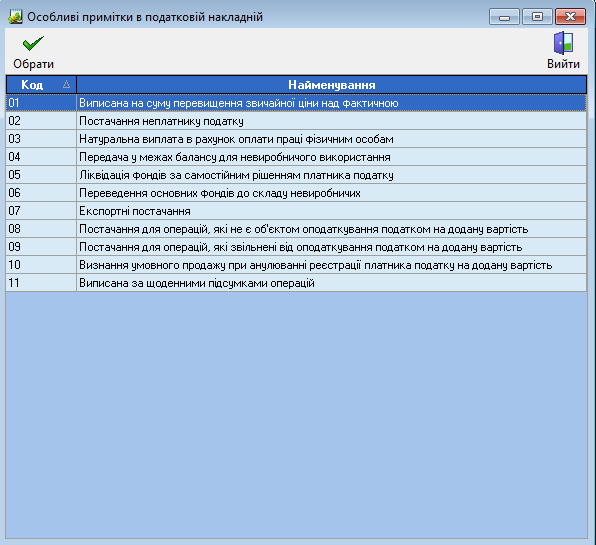 Особливі примітки в податковій накладній
Обрати Вийти
Код Найменування
01 Виписана на суму перевищення звичайної ціни над фактичною
02 Постачання неплатнику податку
03 Натуральна виплата в рахунок оплати праці фізичним особам
04 Передача у межах балансу для невиробничого використання
05 Ліквідація фондів за самостійним рішенням платника податку
06 Переведення основних фондів до складу невиробничих
07 Експортні постачання
08 Постачання для операцій, які не є об'єктом оподаткування податком на додану вартість
09 Постачання для операцій, які звільнені від оподаткування податком на додану вартість
10 Визнання умовного продажу при анулюванні реєстрації платника податку на додану вартість
11 Виписана за щоденними підсумками операцій